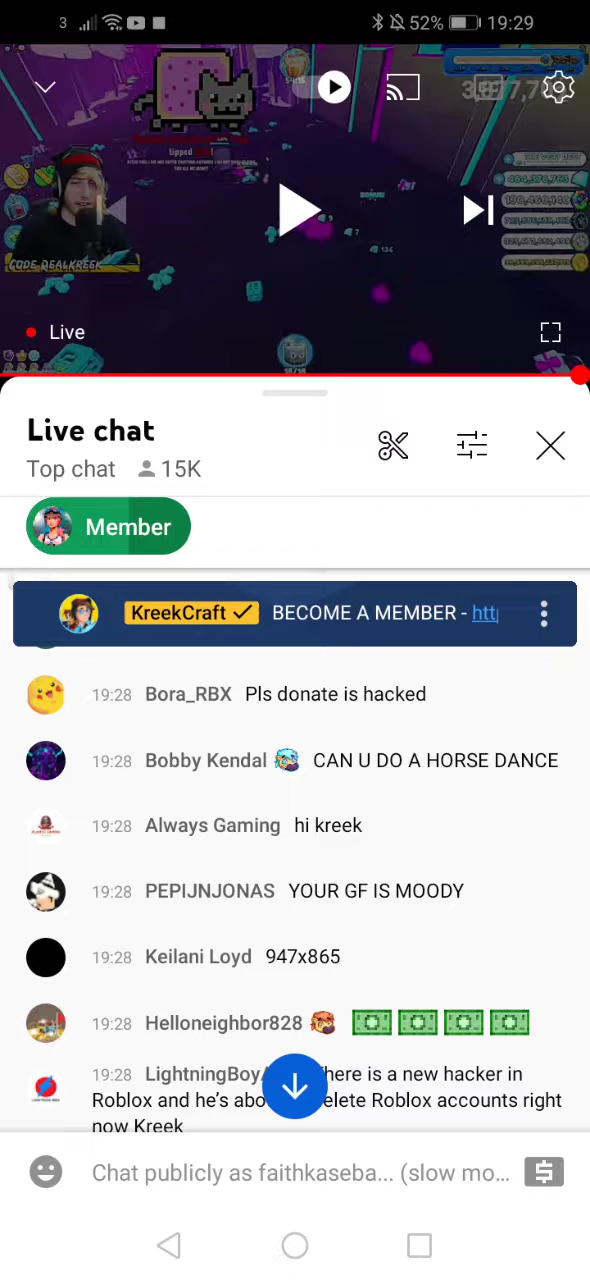 3 52% 19:29
tipped
CODE REALKREEK
Live
Live chat
Top chat 15K
Member
KreekCraft BECOME A MEMBER - htt
19:28 Bora_RBX Pls donate is hacked
19:28 Bobby Kendal CAN U DO A HORSE DANCE
19:28 Always Gaming hi kreek
19:28 PEPIJNJONAS YOUR GF IS MOODY
19:28 Keilani Loyd 947x865
19:28 Helloneighbor828
19:28 LightningBoy here is a new hacker in
Roblox and he's abo elete Roblox accounts right
now Kreek
Chat publicly as faithkaseba... (slow mo...